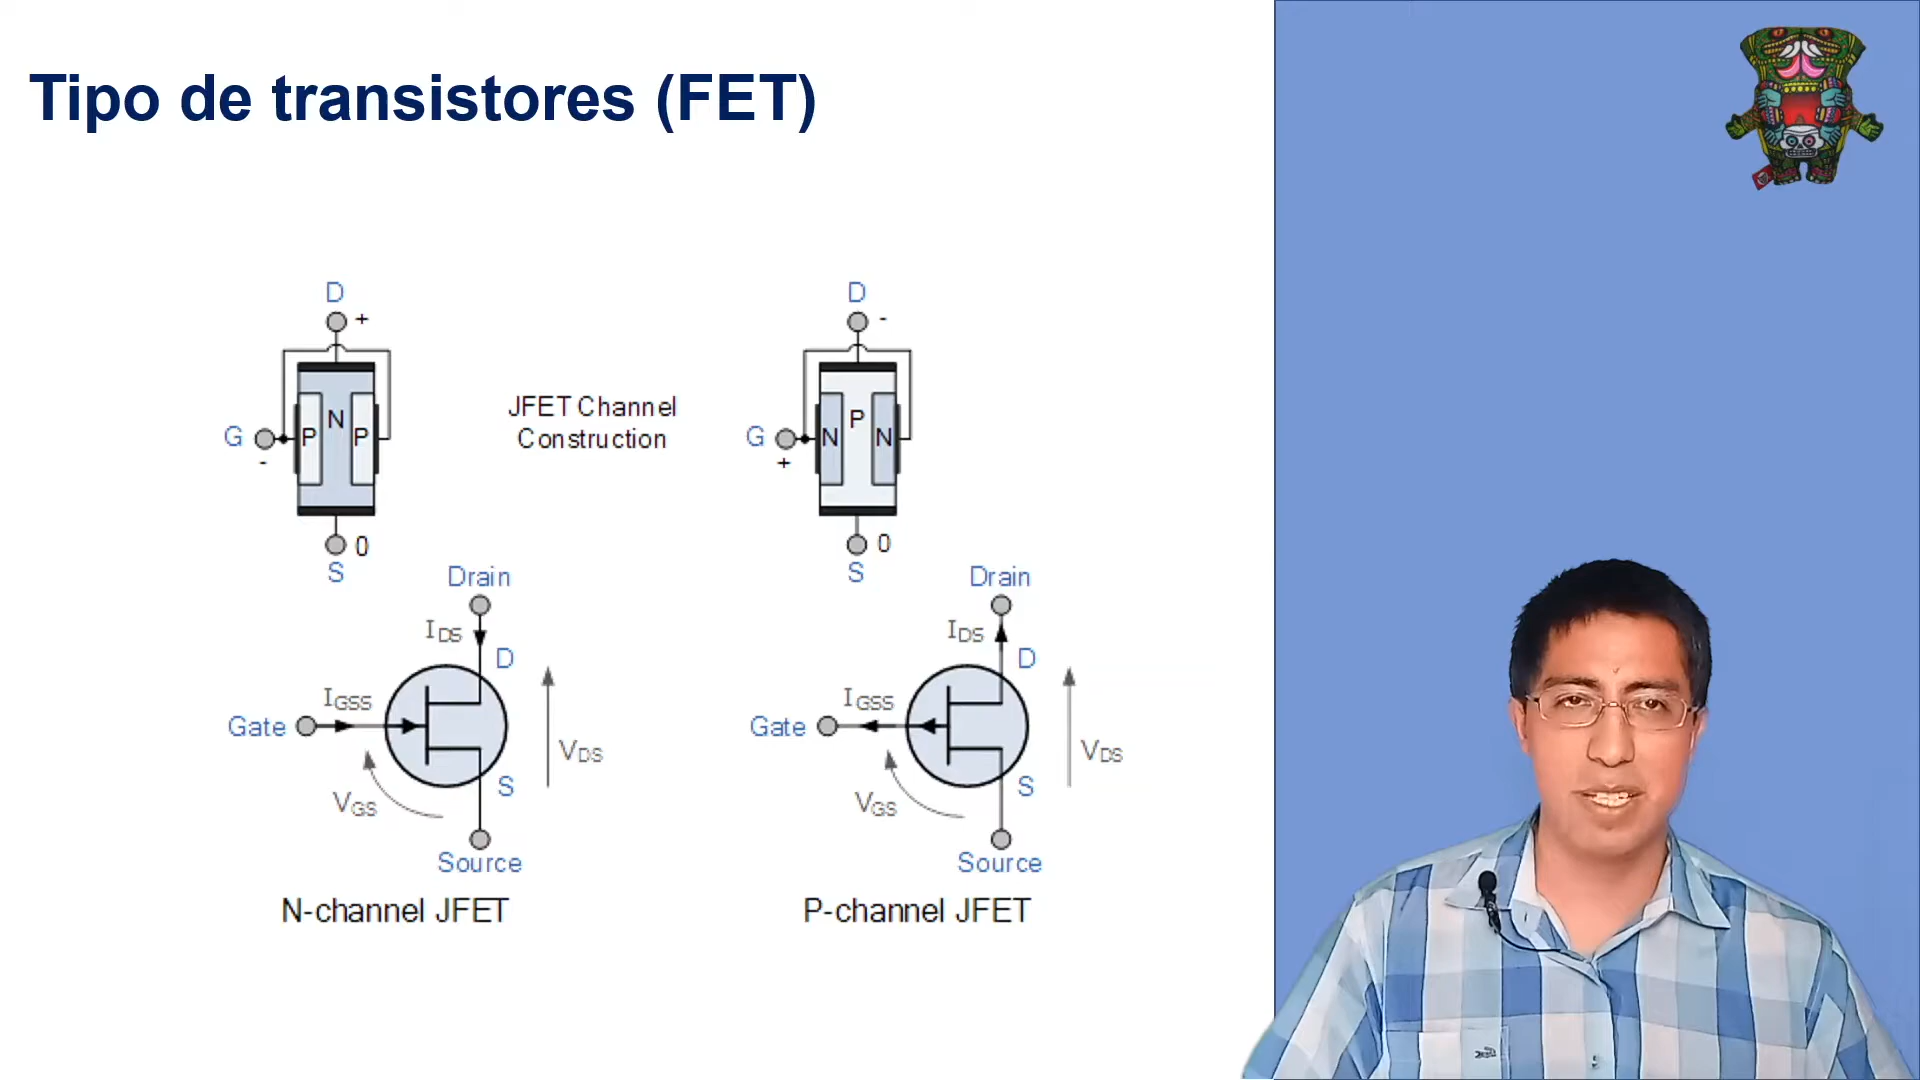 Tipo de transistores (FET)
D
+
N
P
P
G
-
0
S
JFET Channel
Construction
D
-
P
N
N
G
+
0
S
Drain
IDS
D
IGSS
Gate
VDS
VGS
S
Source
N-channel JFET
Drain
IDS
D
IGSS
Gate
VDS
VGS
S
Source
P-channel JFET